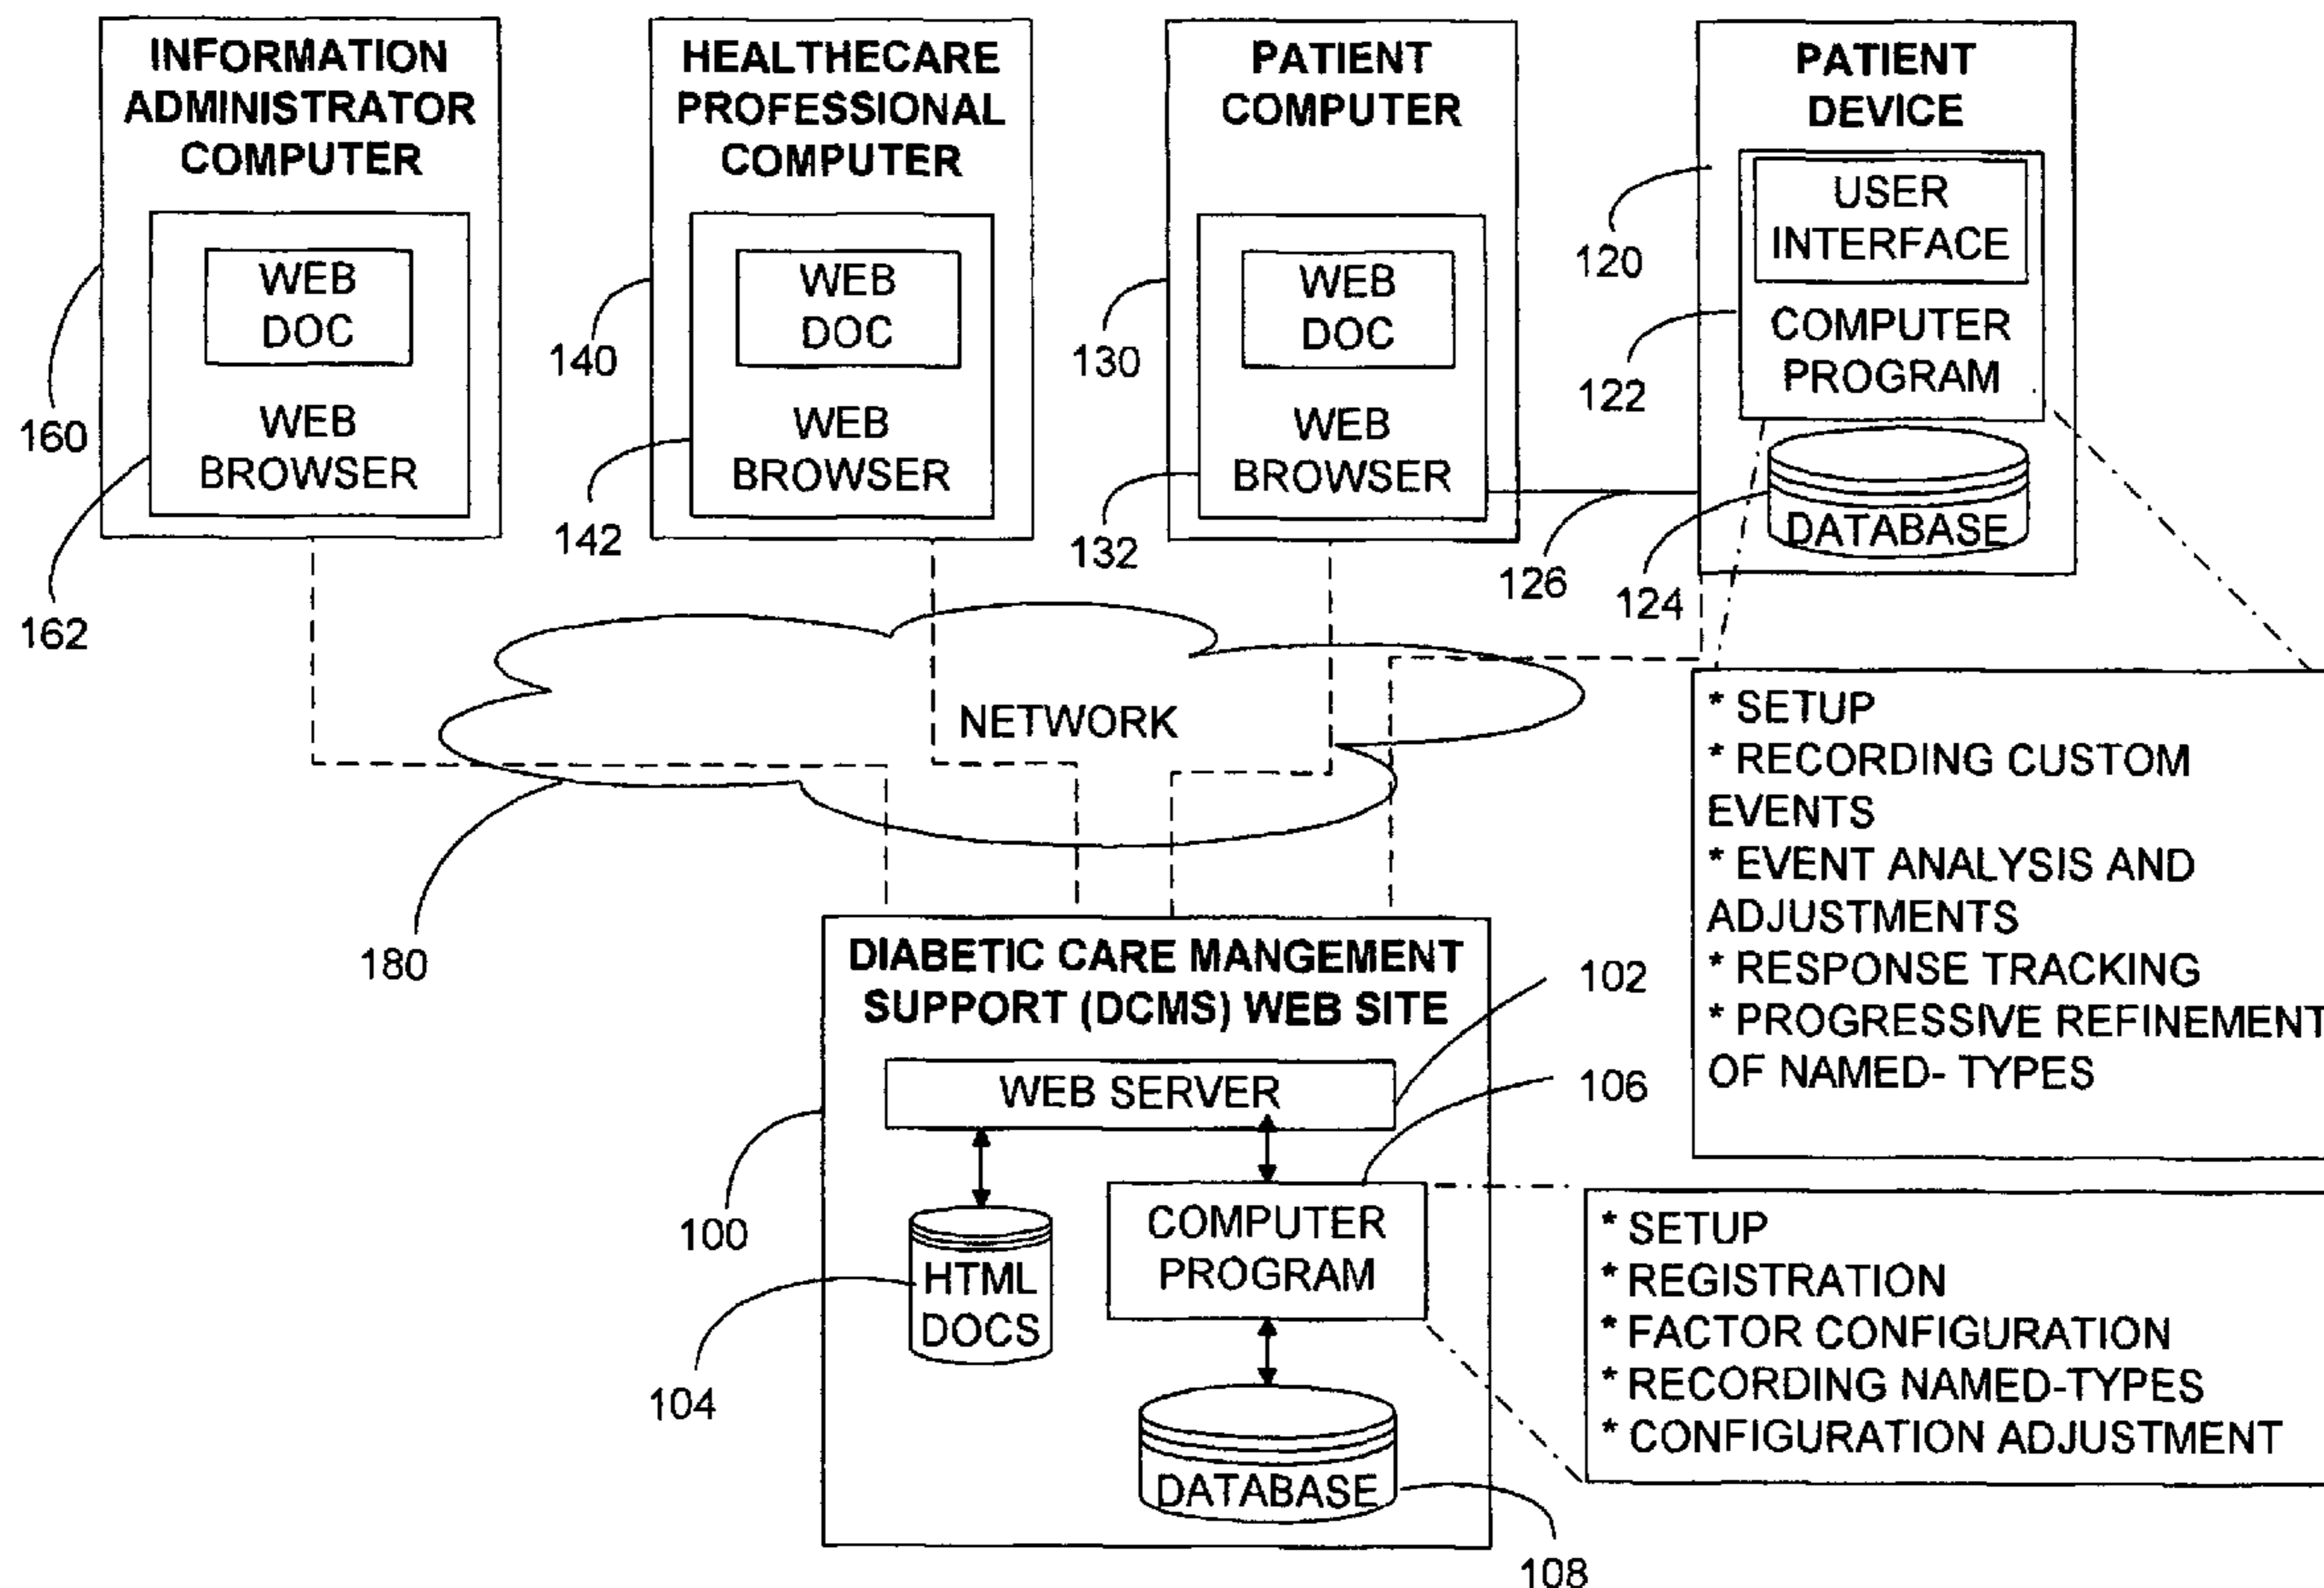 INFORMATION
ADMINISTRATOR
COMPUTER
WEB
DOC
WEB
BROWSER
160
162
HEALTHECARE
PROFESSIONAL
COMPUTER
WEB
DOC
WEB
BROWSER
140
142
PATIENT
COMPUTER
WEB
DOC
WEB
BROWSER
130
132
126
PATIENT
DEVICE
USER
INTERFACE
COMPUTER
PROGRAM
DATABASE
120
122
124
NETWORK
180
* SETUP
* RECORDING CUSTOM
EVENTS
* EVENT ANALYSIS AND
ADJUSTMENTS
* RESPONSE TRACKING
* PROGRESSIVE REFINEMENT
OF NAMED- TYPES
DIABETIC CARE MANGEMENT
SUPPORT (DCMS) WEB SITE
WEB SERVER
102
106
100
HTML
DOCS
104
COMPUTER
PROGRAM
DATABASE
108
* SETUP
* REGISTRATION
* FACTOR CONFIGURATION
* RECORDING NAMED-TYPES
* CONFIGURATION ADJUSTMENT